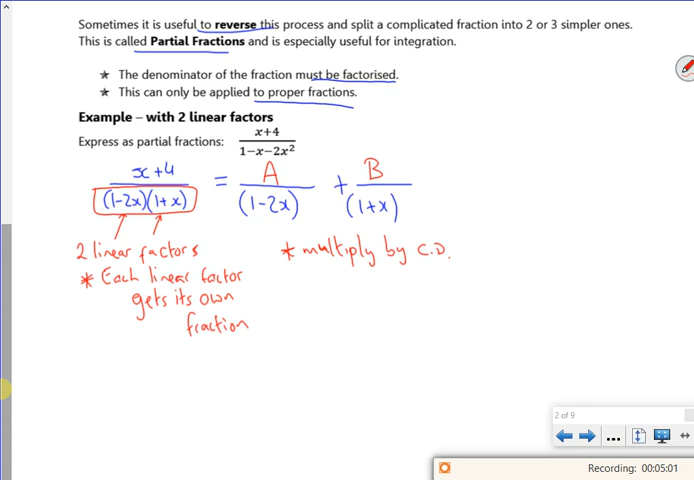 Sometimes it is useful to reverse this process and split a complicated fraction into 2 or 3 simpler ones.
This is called Partial Fractions and is especially useful for integration.
★ The denominator of the fraction must be factorised.
★ This can only be applied to proper fractions.
Example – with 2 linear factors
Express as partial fractions: x+4 / 1−x−2x²
x+4 / (1-2x)(1+x) = A / (1-2x) + B / (1+x)
2 linear factors
* multiply by C.D.
* Each linear factor
gets its own
fraction
2 of 9
...
Recording: 00:05:01